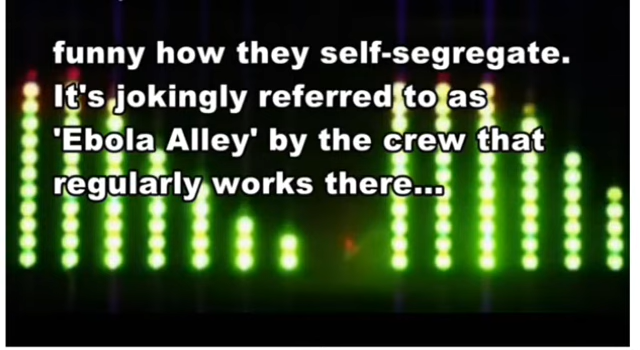 funny how they self-segregate.
It's jokingly referred to as
'Ebola Alley' by the crew that
regularly works there...